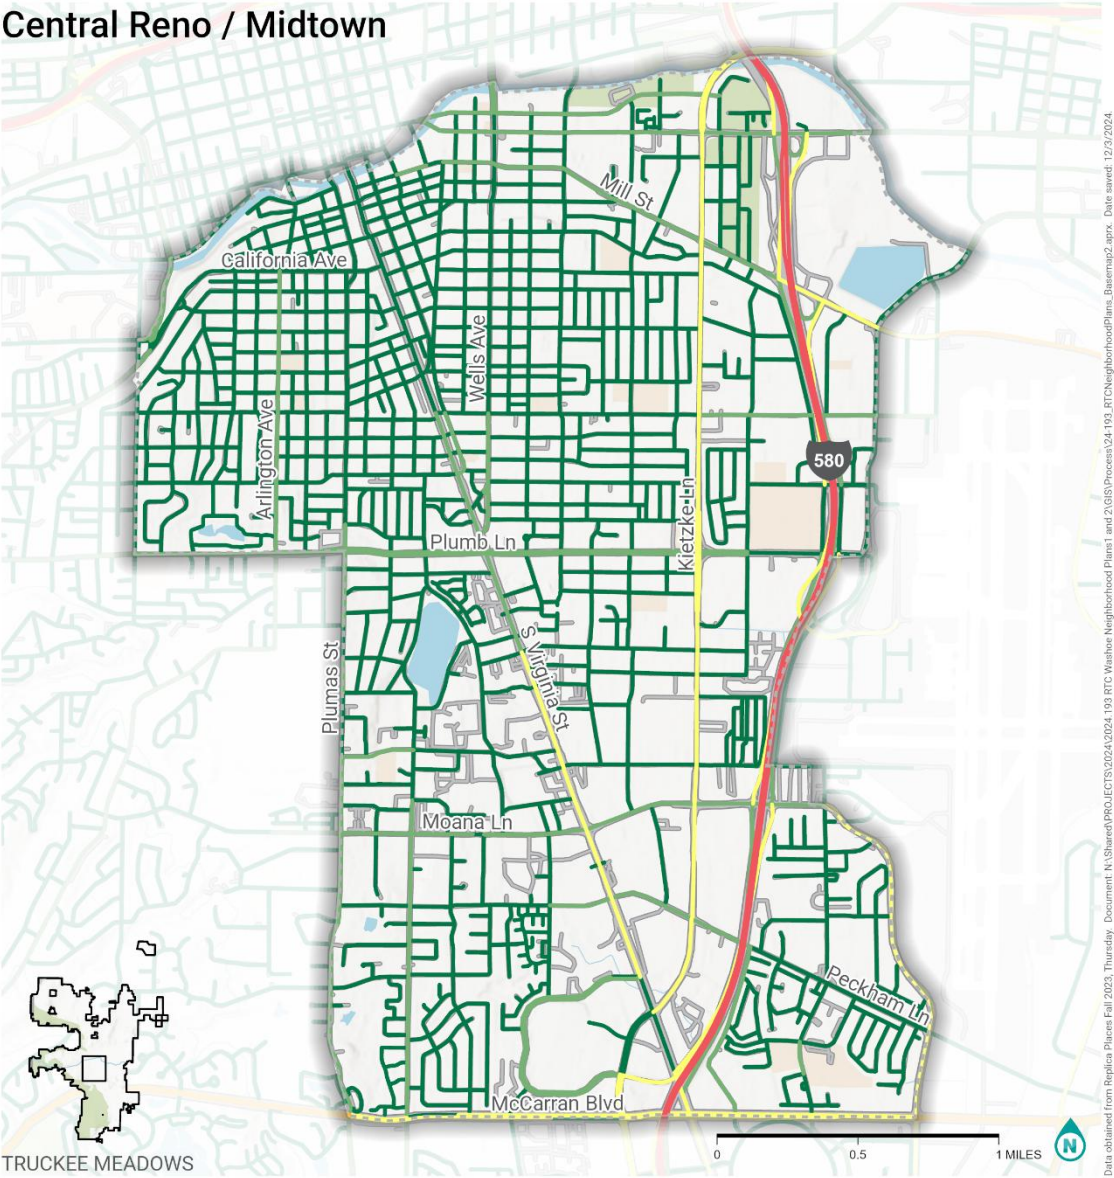 Central Reno / Midtown
Mill St
California Ave
Wells Ave
Arlington Ave
580
Kietzke Ln
Plumb Ln
S Virginia St
Plumas St
Moana Ln
Peckham Ln
McCarran Blvd
N
0 0.5 1 MILES
TRUCKEE MEADOWS
Data obtained from Replica Places Fall 2023, Thursday. Document: N:\Shared\PROJECTS\2024\2024.193 RTC Washoe Neighborhood Plans1 and 2\GIS\Process\24-193_RTCNeighborhoodPlans_Basemap2.aprx. Date saved: 12/3/2024.